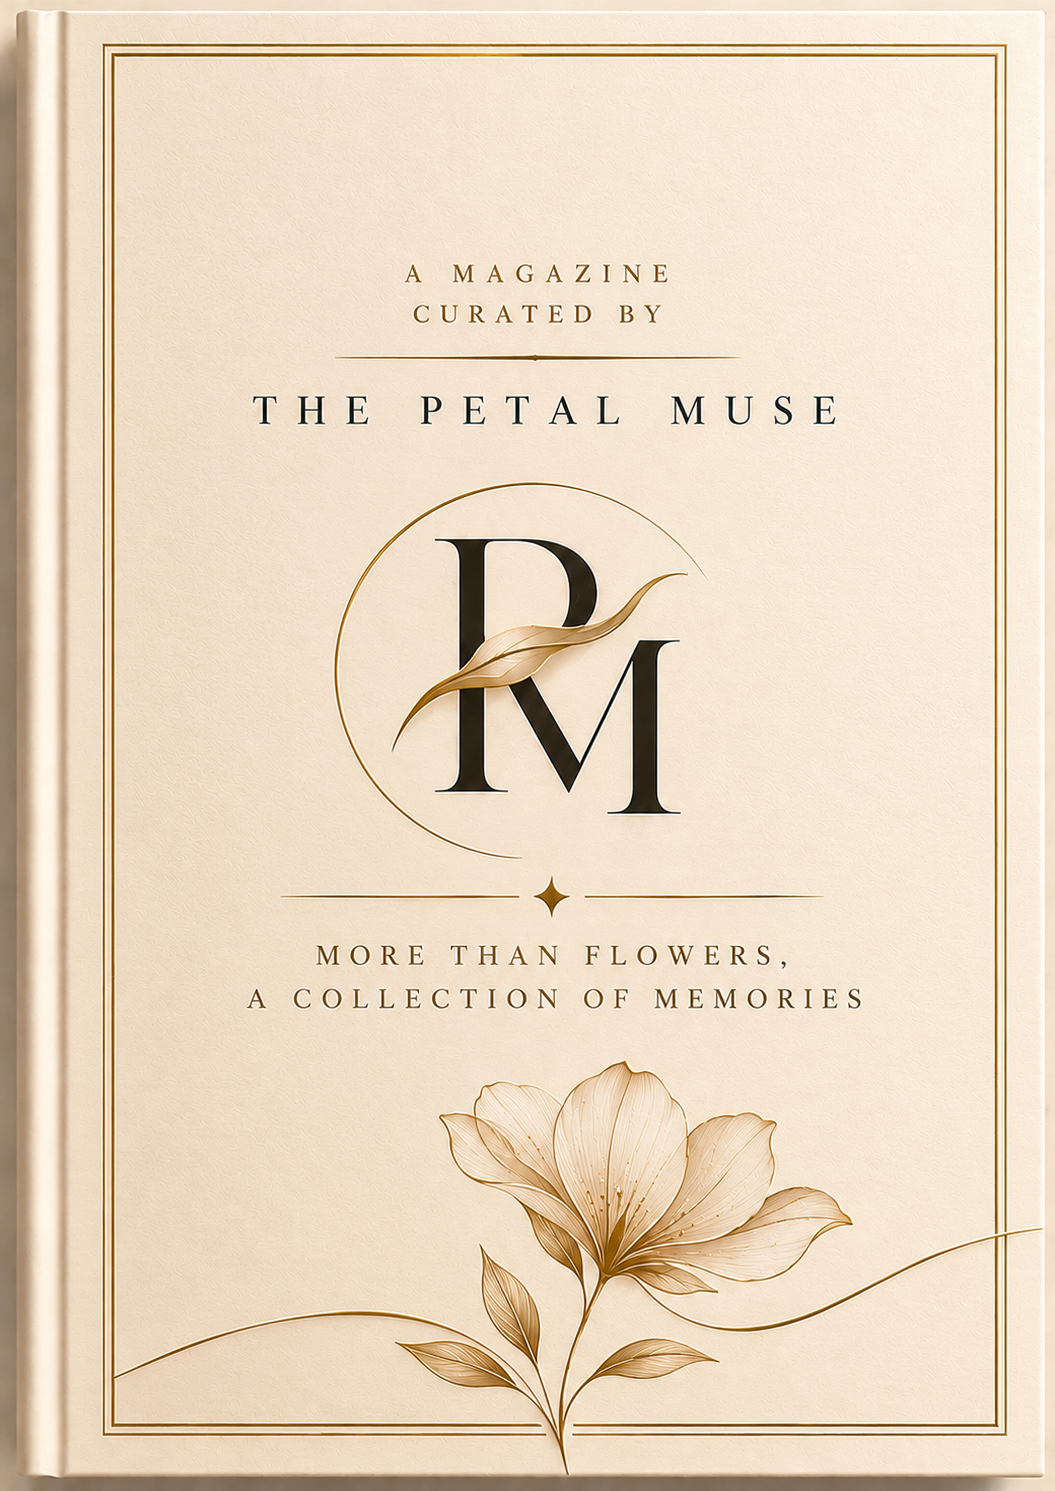 A MAGAZINE
CURATED BY
THE PETAL MUSE
PM
MORE THAN FLOWERS,
A COLLECTION OF MEMORIES